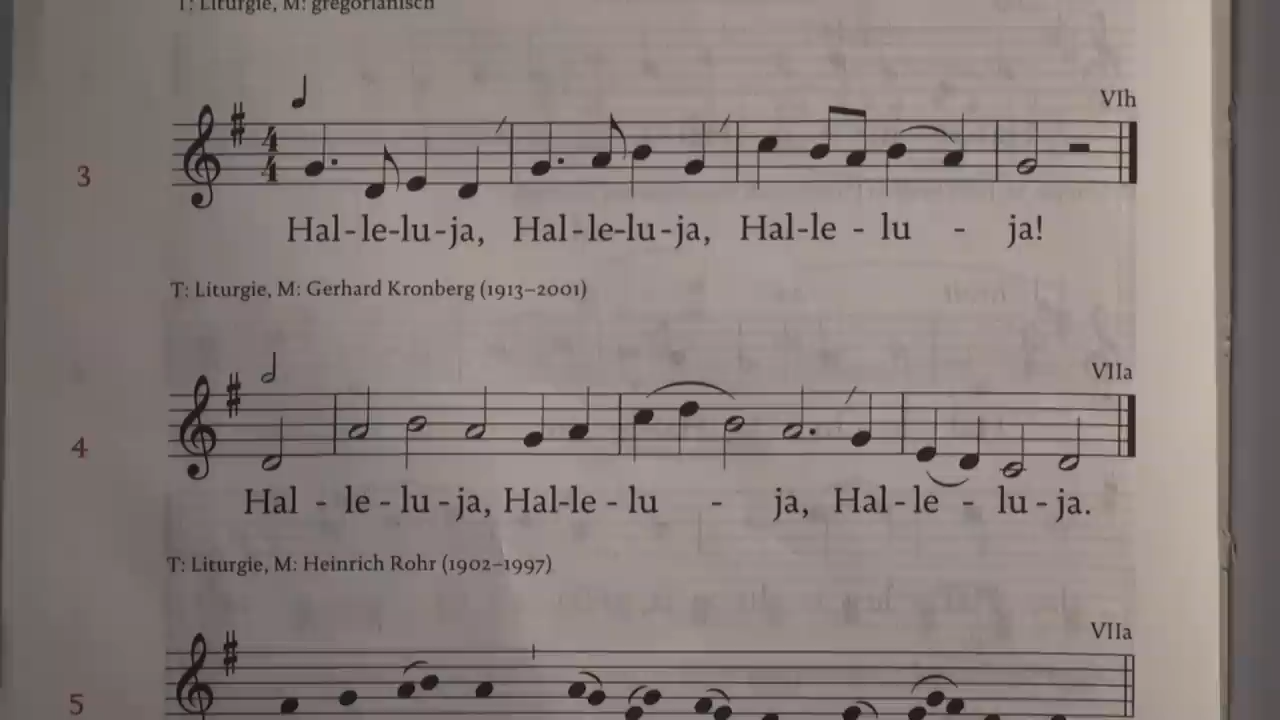 T: Liturgie, M: gregorianisch
VIh
3
4
4
Hal-le-lu-ja, Hal-le-lu-ja, Hal-le - lu - ja!
T: Liturgie, M: Gerhard Kronberg (1913–2001)
VIIa
4
Hal - le - lu - ja, Hal-le - lu - ja, Hal-le - lu - ja.
T: Liturgie, M: Heinrich Rohr (1902–1997)
VIIa
5